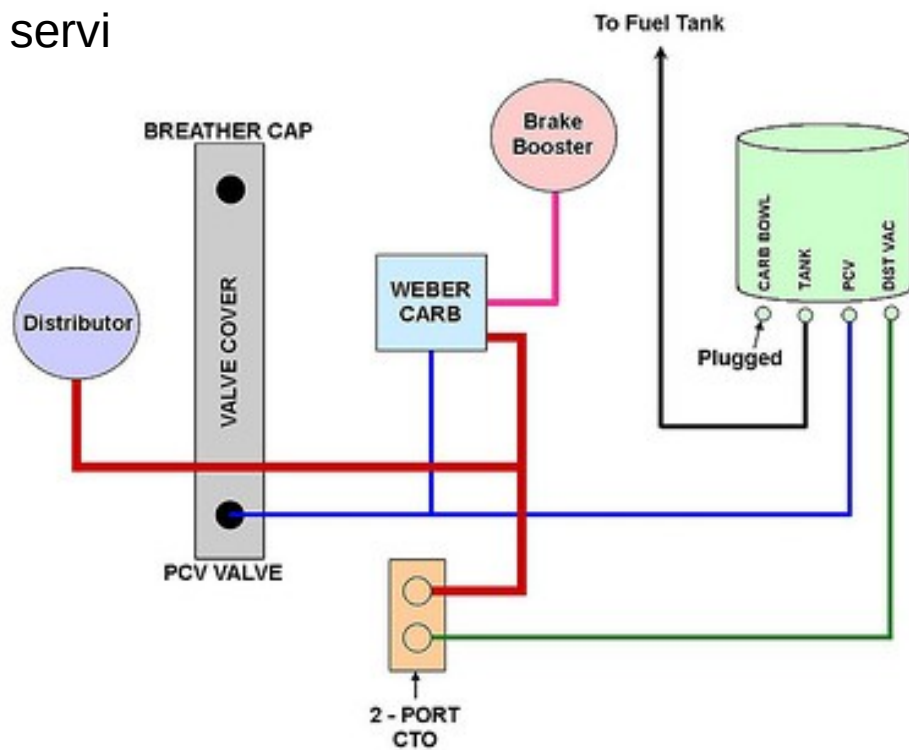 servi
To Fuel Tank
BREATHER CAP
Brake
Booster
CARB BOWL
TANK
PCV
DIST VAC
WEBER
CARB
Distributor
VALVE COVER
Plugged
PCV VALVE
2 - PORT
CTO